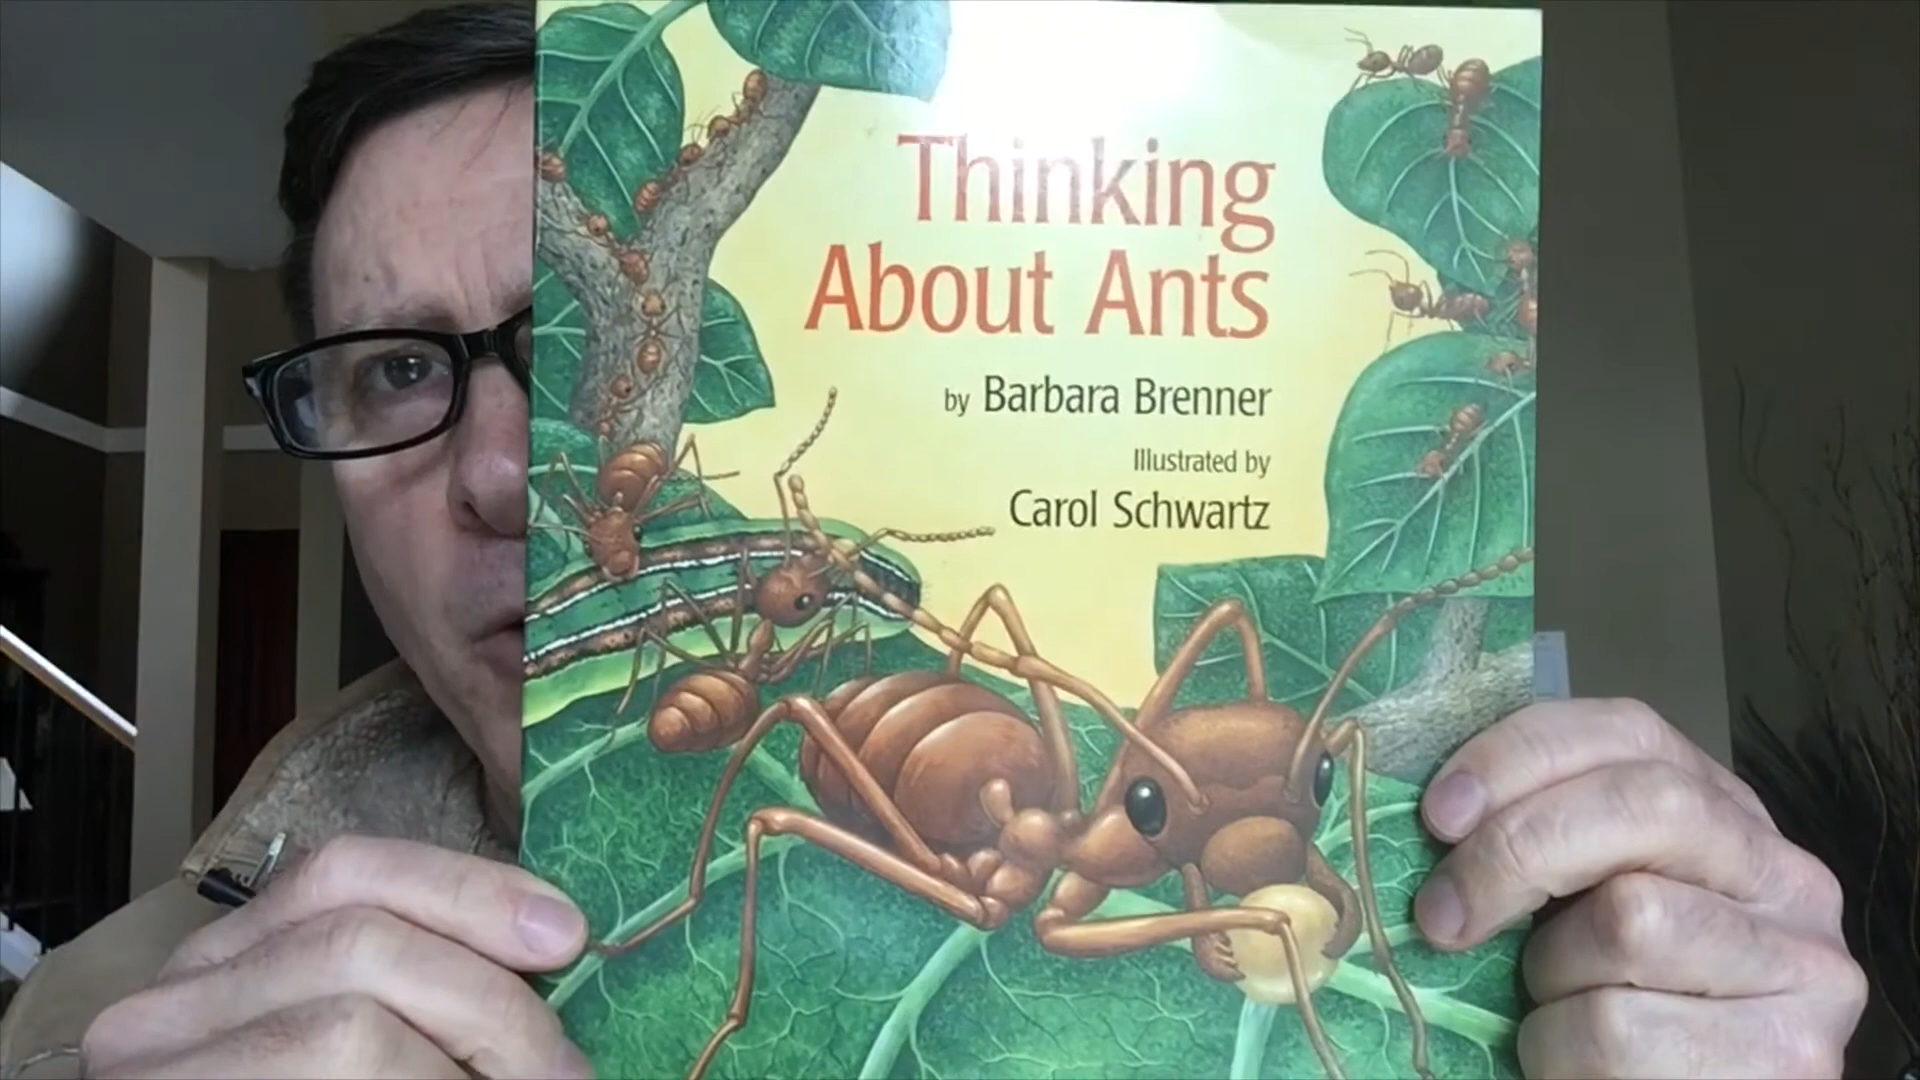 Thinking
About Ants
by Barbara Brenner
Illustrated by
Carol Schwartz